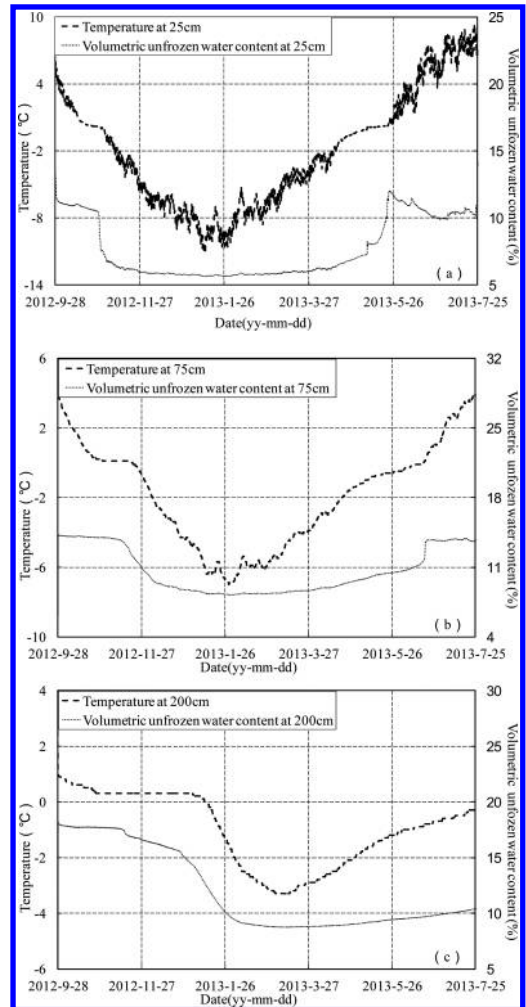 10
25
Temperature at 25cm
Volumetric unfrozen water content at 25cm
4
20
-2
15
-8
10
-14
5
Temperature ( ℃ )
Volumetric unfrozen water content (%)
( a )
2012-9-28 2012-11-27 2013-1-26 2013-3-27 2013-5-26 2013-7-25
Date(yy-mm-dd)
6
32
Temperature at 75cm
Volumetric unfrozen water content at 75cm
2
25
-2
18
-6
11
-10
4
Temperature ( ℃ )
Volumetric unfrozen water content (%)
( b )
2012-9-28 2012-11-27 2013-1-26 2013-3-27 2013-5-26 2013-7-25
Date(yy-mm-dd)
4
30
Temperature at 200cm
Volumetric unfrozen water content at 200cm
2
25
0
20
-2
15
-4
10
-6
5
Temperature ( ℃ )
Volumetric unfrozen water content (%)
( c )
2012-9-28 2012-11-27 2013-1-26 2013-3-27 2013-5-26 2013-7-25
Date(yy-mm-dd)